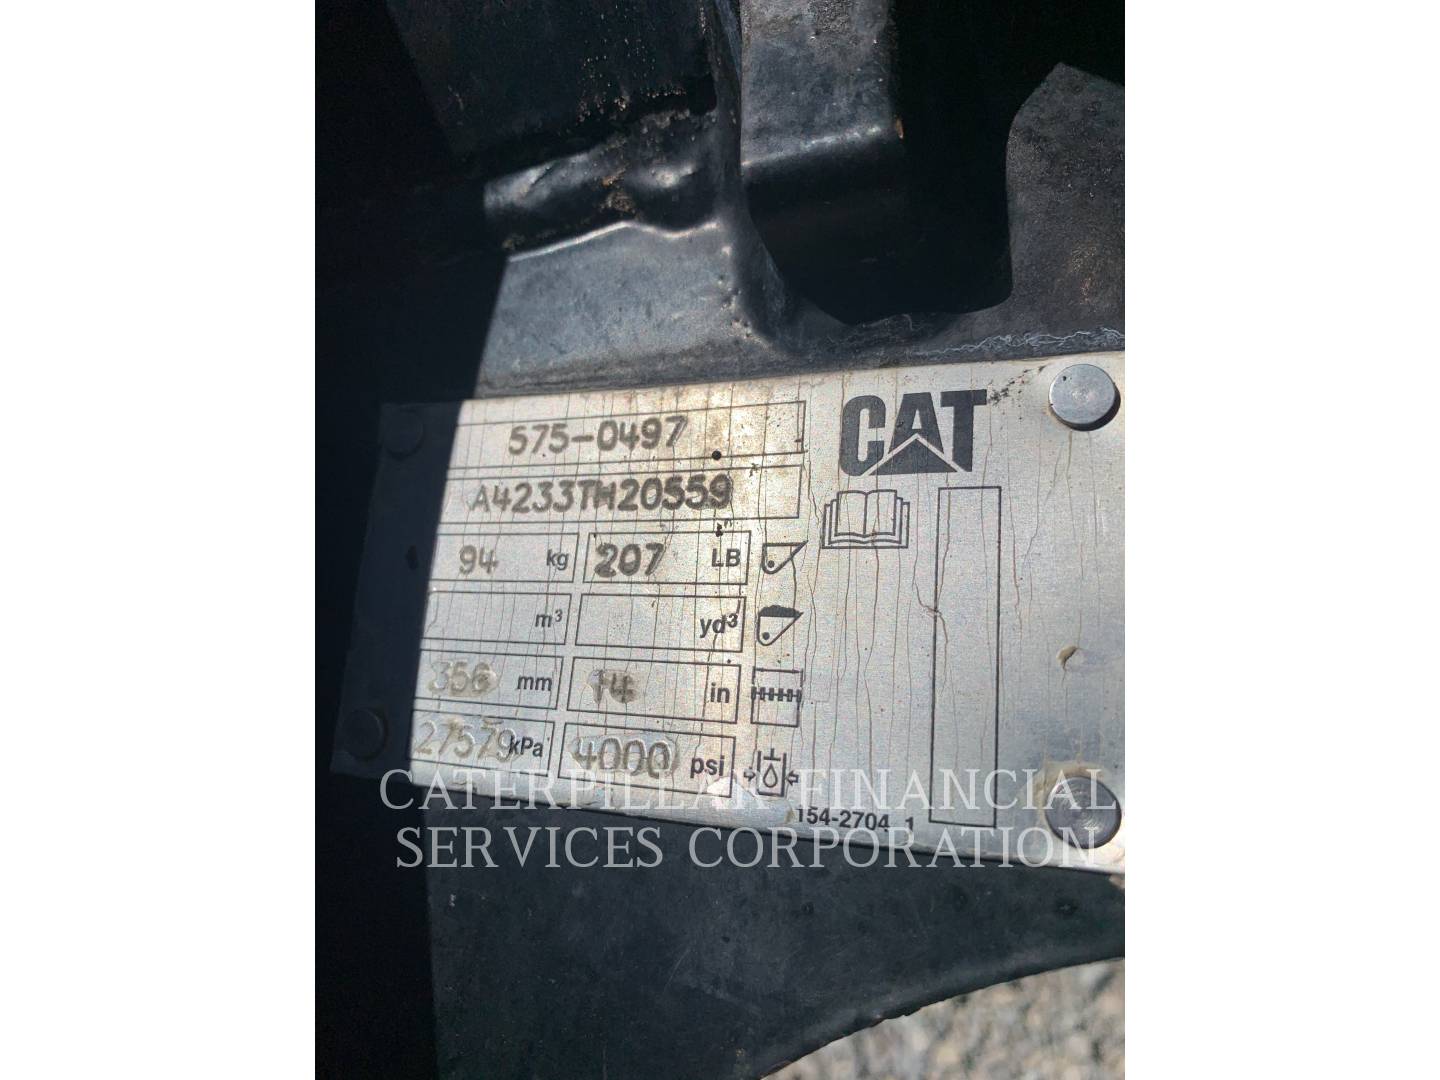 575-0497
CAT
A4233TH20559
94 kg 207 LB
m³ yd³
356 mm 14 in
27579 kPa 4000 psi
154-2704 1
CATERPILLAR FINANCIAL
SERVICES CORPORATION